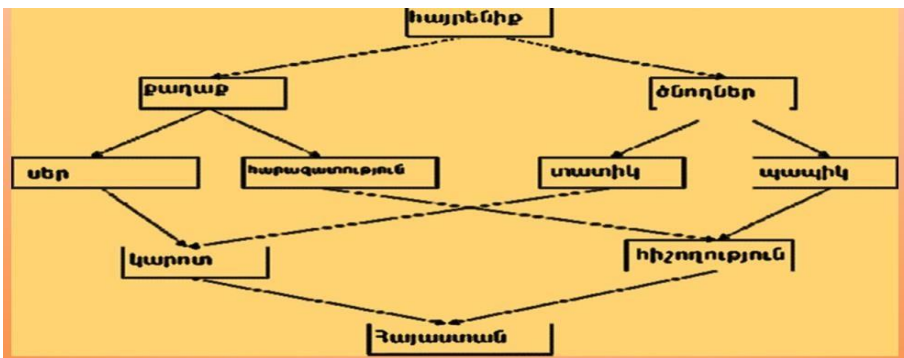 հայրենիք
քաղաք
ծնողներ
սեր
հարազատություն
տատիկ
պապիկ
կարոտ
հիշողություն
Հայաստան